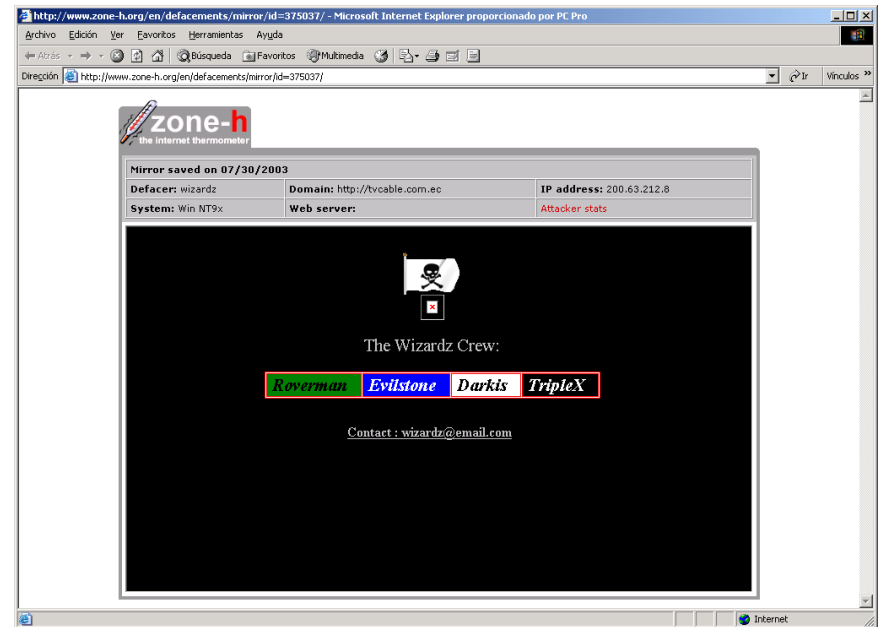 http://www.zone-h.org/en/defacements/mirror/id=375037/ - Microsoft Internet Explorer proporcionado por PC Pro
Archivo Edición Ver Favoritos Herramientas Ayuda
Atrás Búsqueda Favoritos Multimedia
Dirección http://www.zone-h.org/en/defacements/mirror/id=375037/ Ir Vínculos »
zone-h
the internet thermometer
Mirror saved on 07/30/2003
Defacer: wizardz Domain: http://tvcable.com.ec IP address: 200.63.212.8
System: Win NT9x Web server: Attacker stats
The Wizardz Crew:
Roverman Evilstone Darkis TripleX
Contact : wizardz@email.com
Internet